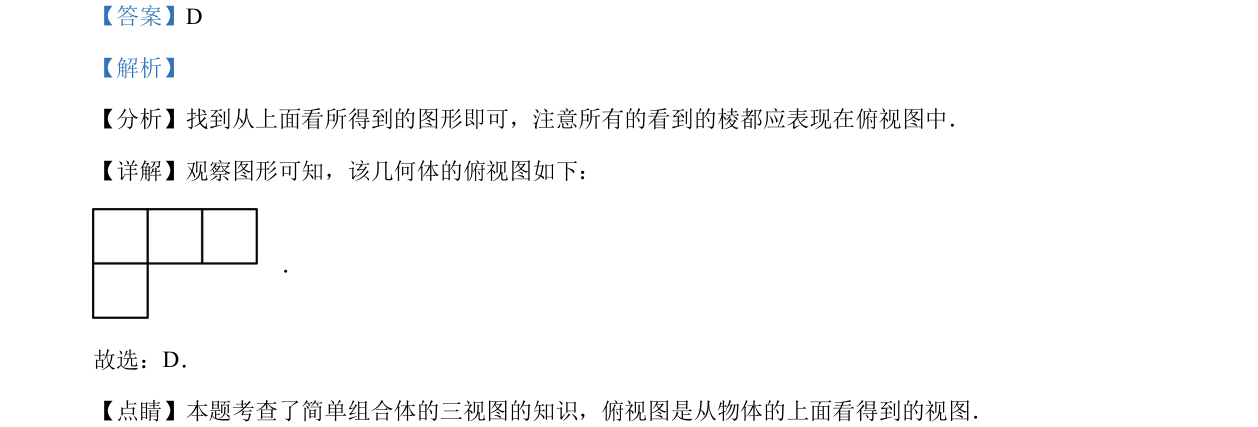 【答案】D
【解析】
【分析】找到从上面看所得到的图形即可，注意所有的看到的棱都应表现在俯视图中．
【详解】观察图形可知，该几何体的俯视图如下：
．
故选：D．
【点睛】本题考查了简单组合体的三视图的知识，俯视图是从物体的上面看得到的视图．